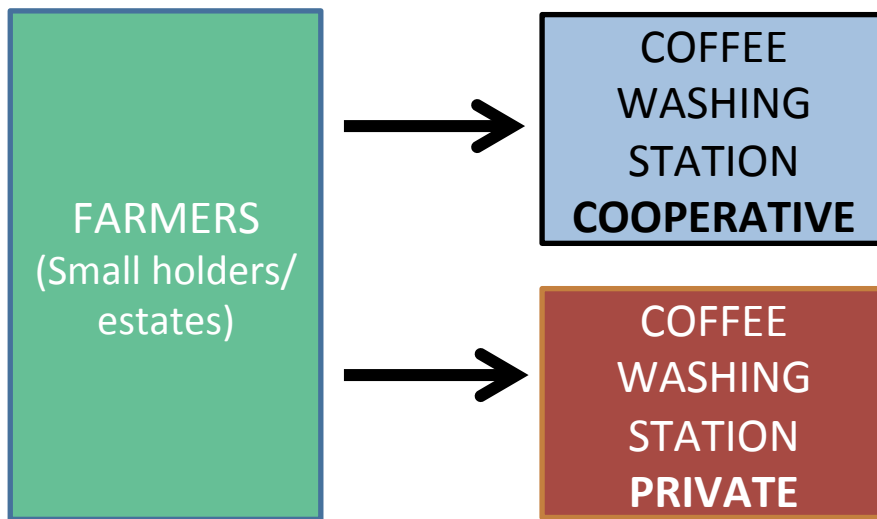 FARMERS
(Small holders/
estates)
COFFEE
WASHING
STATION
COOPERATIVE
COFFEE
WASHING
STATION
PRIVATE